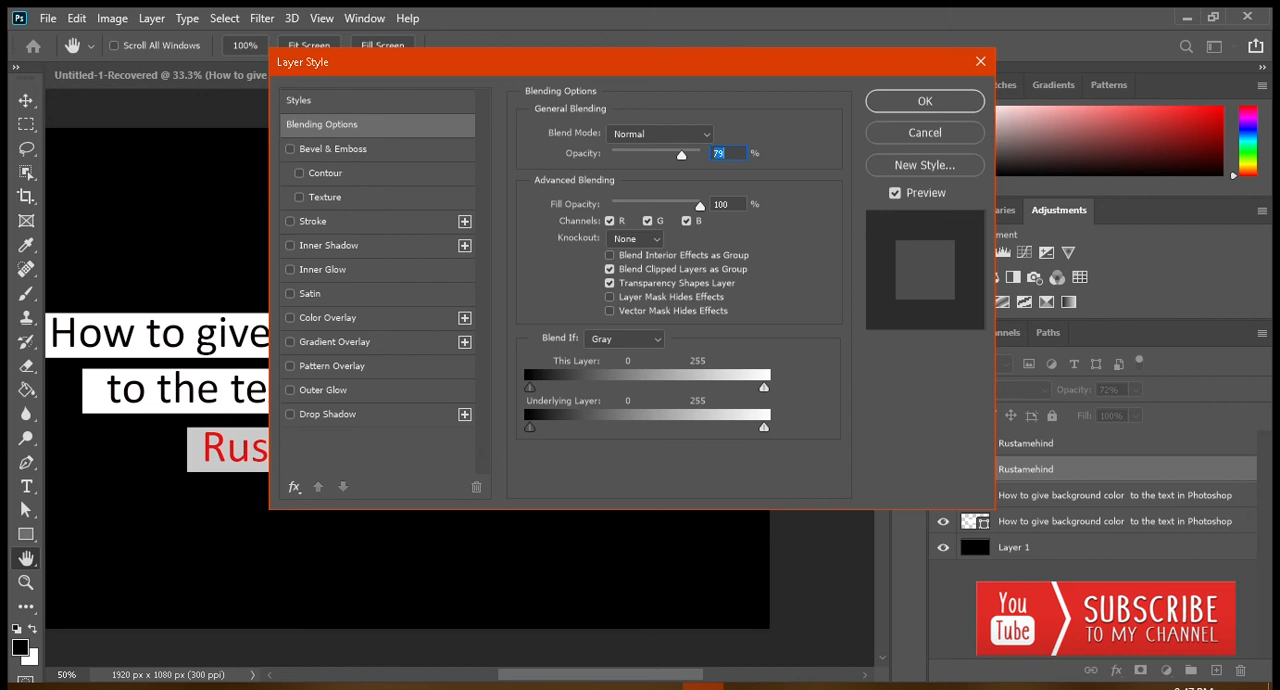 Ps File Edit Image Layer Type Select Filter 3D View Window Help
Scroll All Windows 100% Fit Screen Fill Screen
Layer Style
Untitled-1-Recovered @ 33.3% (How to give
Gradients Patterns
Styles
Blending Options
Bevel & Emboss
Contour
Texture
Stroke
Inner Shadow
Inner Glow
Satin
Color Overlay
Gradient Overlay
Pattern Overlay
Outer Glow
Drop Shadow
fx
Blending Options
General Blending
Blend Mode: Normal
Opacity: 79 %
Advanced Blending
Fill Opacity: 100 %
Channels: R G B
Knockout: None
Blend Interior Effects as Group
Blend Clipped Layers as Group
Transparency Shapes Layer
Layer Mask Hides Effects
Vector Mask Hides Effects
Blend If: Gray
This Layer: 0 255
Underlying Layer: 0 255
OK
Cancel
New Style...
Preview
How to give
to the te
Rus
Adjustments
Paths
Opacity: 72%
Fill: 100%
Rustamehind
Rustamehind
How to give background color to the text in Photoshop
How to give background color to the text in Photoshop
Layer 1
You Tube
SUBSCRIBE
TO MY CHANNEL
fx
50% 1920 px x 1080 px (300 ppi)